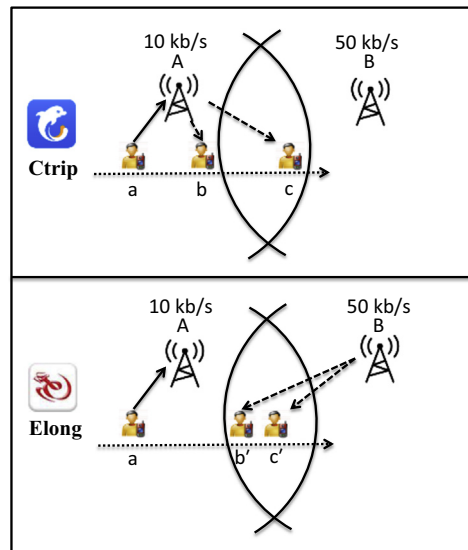 10 kb/s
50 kb/s
A
B
Ctrip
a
b
c
10 kb/s
50 kb/s
A
B
Elong
a
b′
c′